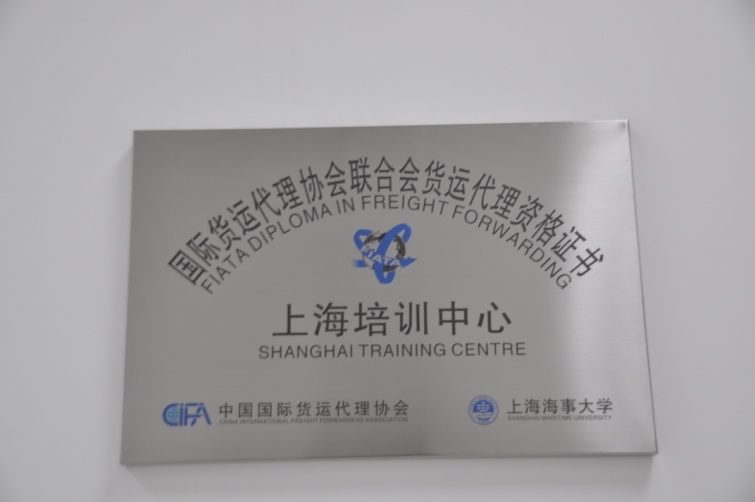 国际货运代理协会联合会货运代理资格证书
FIATA DIPLOMA IN FREIGHT FORWARDING
FIATA
上海培训中心
SHANGHAI TRAINING CENTRE
CIFA 中国国际货运代理协会
CHINA INTERNATIONAL FREIGHT FORWARDERS ASSOCIATION
上海海事大学
SHANGHAI MARITIME UNIVERSITY